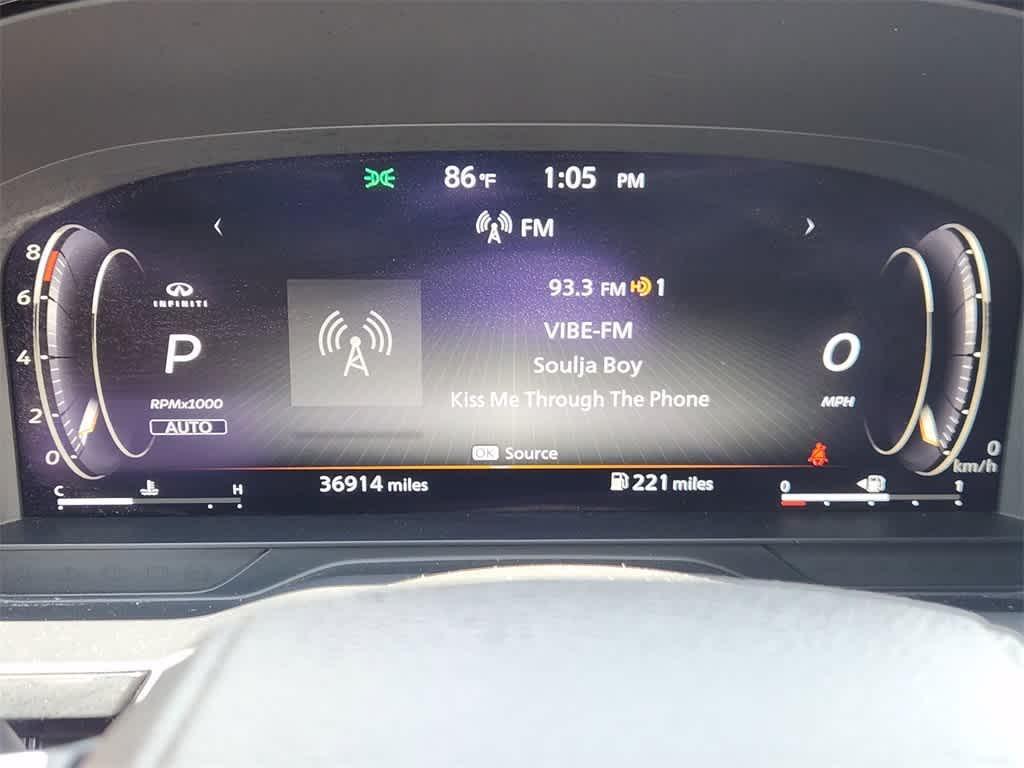 86°F 1:05 PM
‹ FM ›
8
6
4
2
0
INFINITI
P
RPMx1000
AUTO
93.3 FM HD 1
VIBE-FM
Soulja Boy
Kiss Me Through The Phone
OK Source
0
MPH
0
km/h
C H
36914 miles
221 miles
0 1